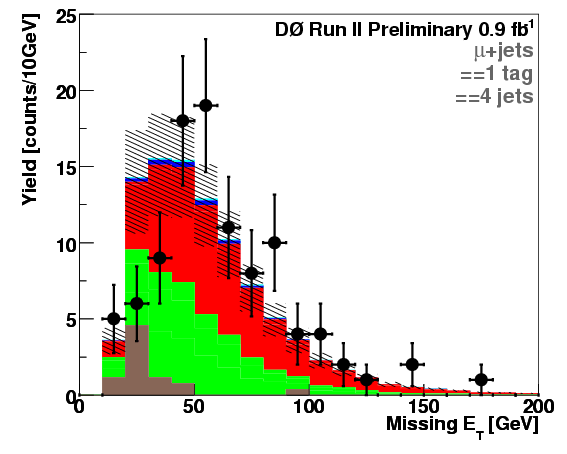 DØ Run II Preliminary 0.9 fb⁻¹
μ+jets
==1 tag
==4 jets
Yield [counts/10GeV]
25
20
15
10
5
0
0 50 100 150 200
Missing E_T [GeV]